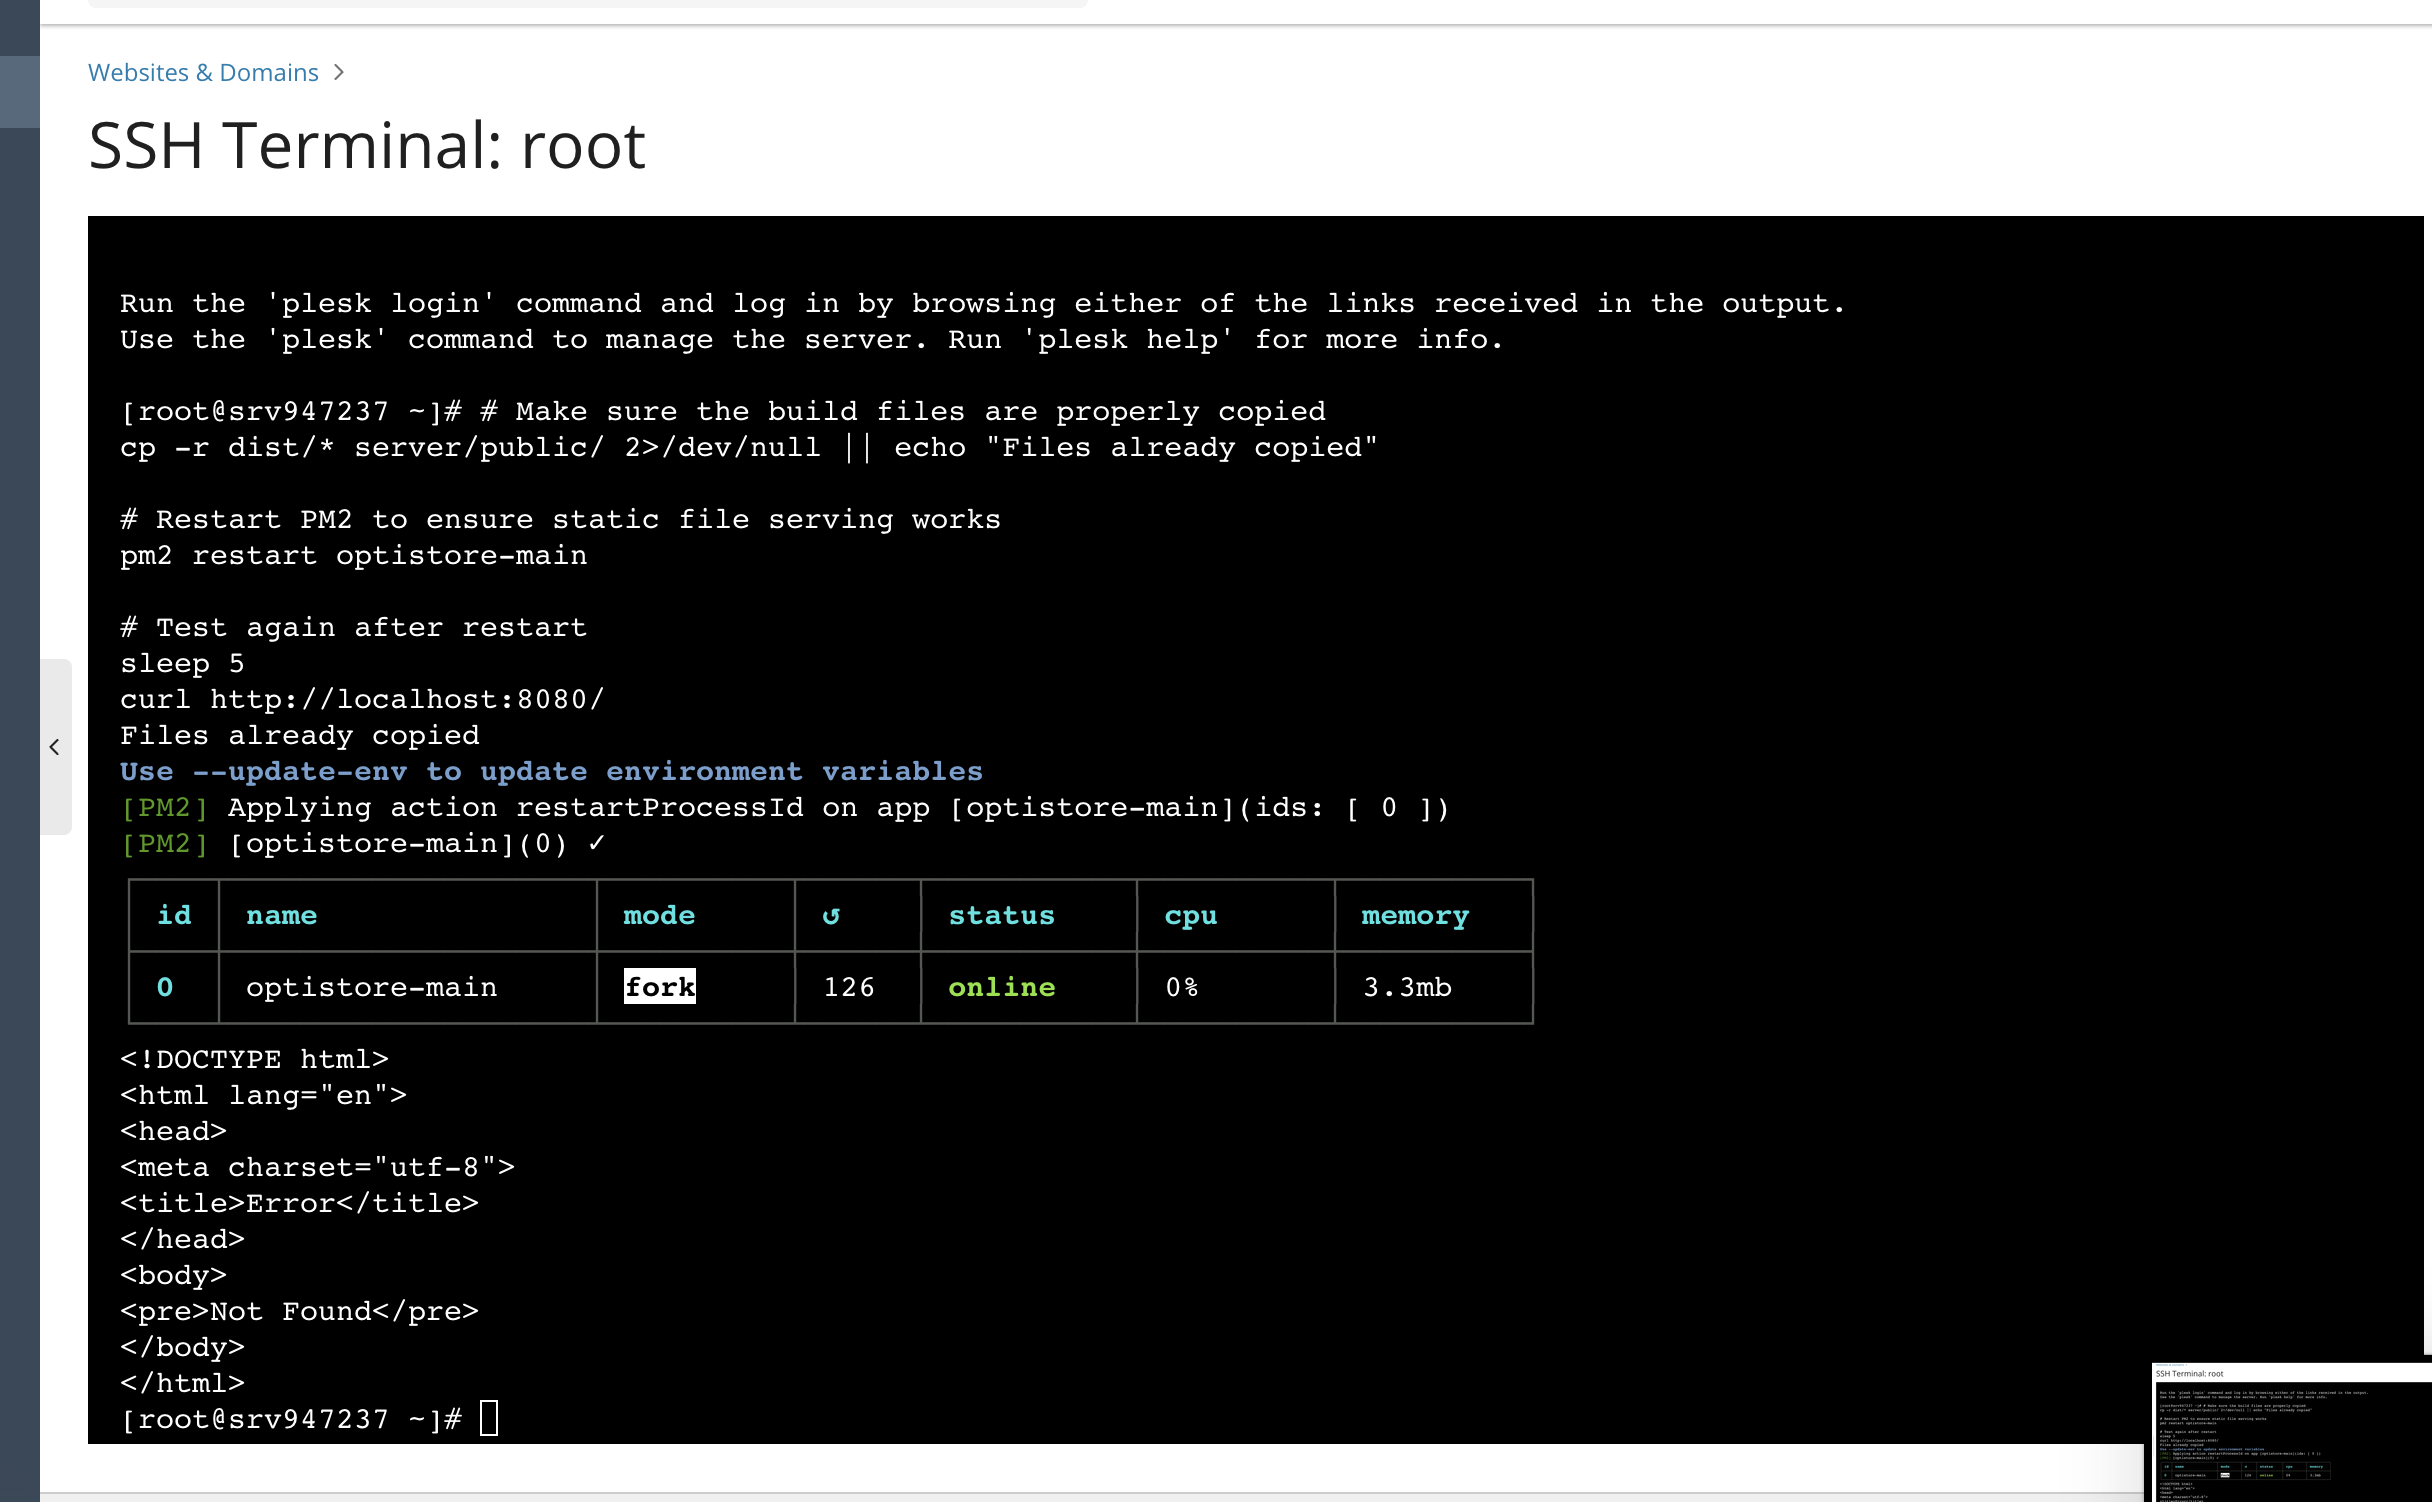 Websites & Domains >
SSH Terminal: root
Run the 'plesk login' command and log in by browsing either of the links received in the output.
Use the 'plesk' command to manage the server. Run 'plesk help' for more info.
[root@srv947237 ~]# # Make sure the build files are properly copied
cp -r dist/* server/public/ 2>/dev/null || echo "Files already copied"
# Restart PM2 to ensure static file serving works
pm2 restart optistore-main
# Test again after restart
sleep 5
curl http://localhost:8080/
Files already copied
Use --update-env to update environment variables
[PM2] Applying action restartProcessId on app [optistore-main](ids: [ 0 ])
[PM2] [optistore-main](0) ✓
id name mode ↺ status cpu memory
0 optistore-main fork 126 online 0% 3.3mb
<!DOCTYPE html>
<html lang="en">
<head>
<meta charset="utf-8">
<title>Error</title>
</head>
<body>
<pre>Not Found</pre>
</body>
</html>
[root@srv947237 ~]#
SSH Terminal: root